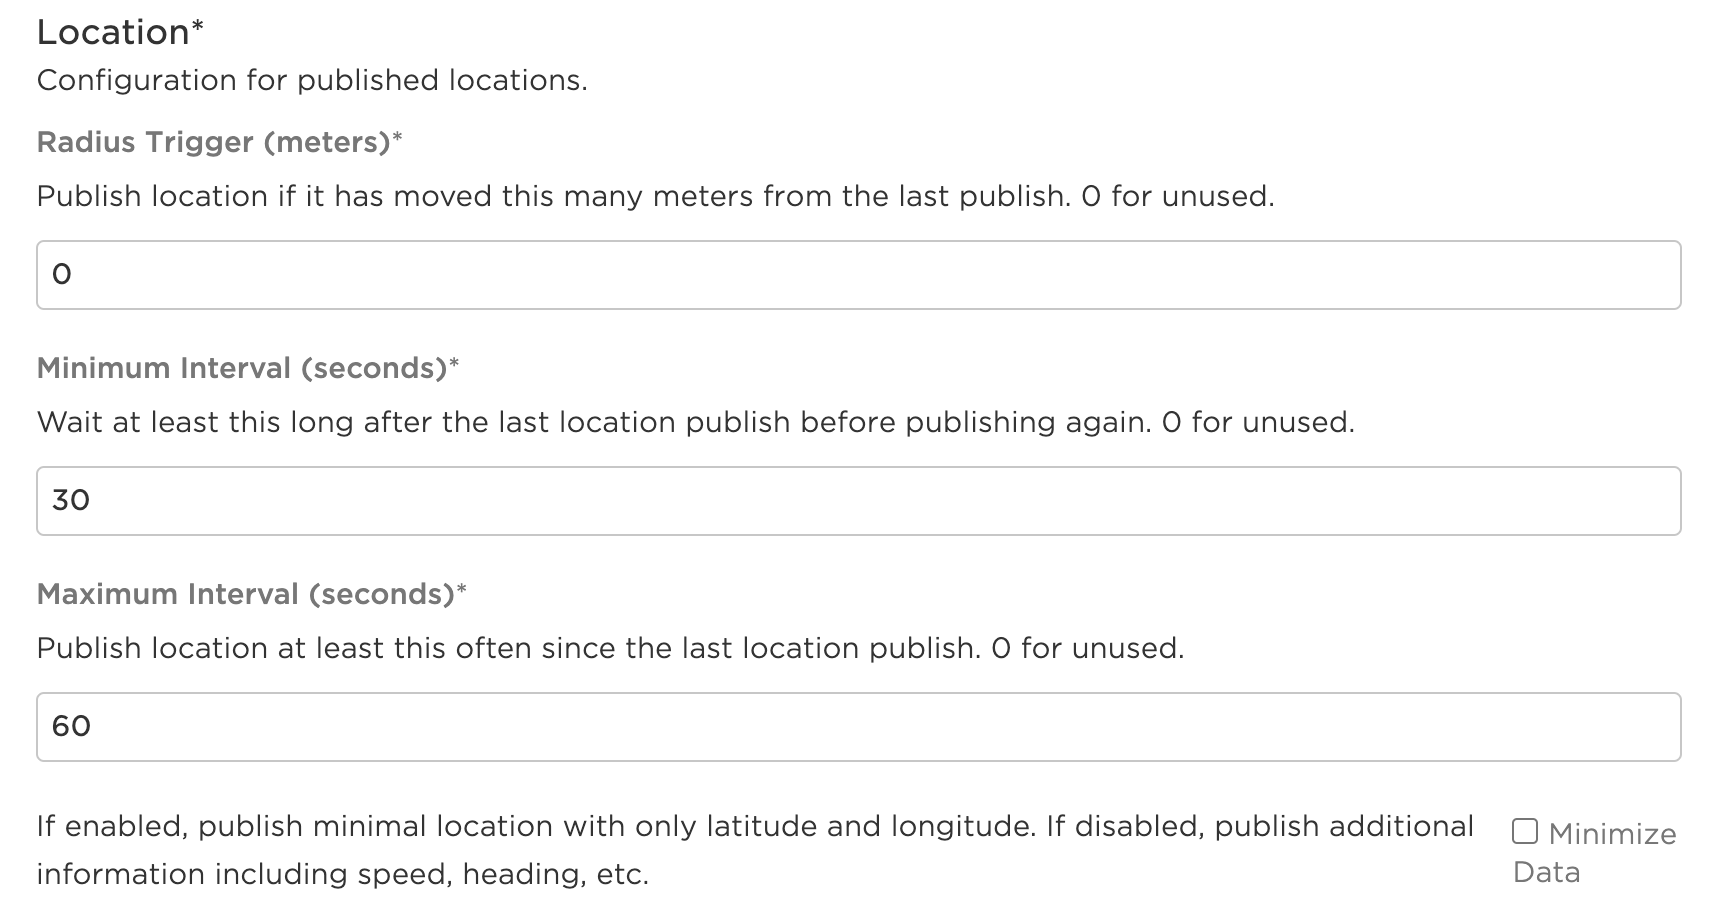 Location*
Configuration for published locations.
Radius Trigger (meters)*
Publish location if it has moved this many meters from the last publish. 0 for unused.
0
Minimum Interval (seconds)*
Wait at least this long after the last location publish before publishing again. 0 for unused.
30
Maximum Interval (seconds)*
Publish location at least this often since the last location publish. 0 for unused.
60
If enabled, publish minimal location with only latitude and longitude. If disabled, publish additional
information including speed, heading, etc.
Minimize
Data